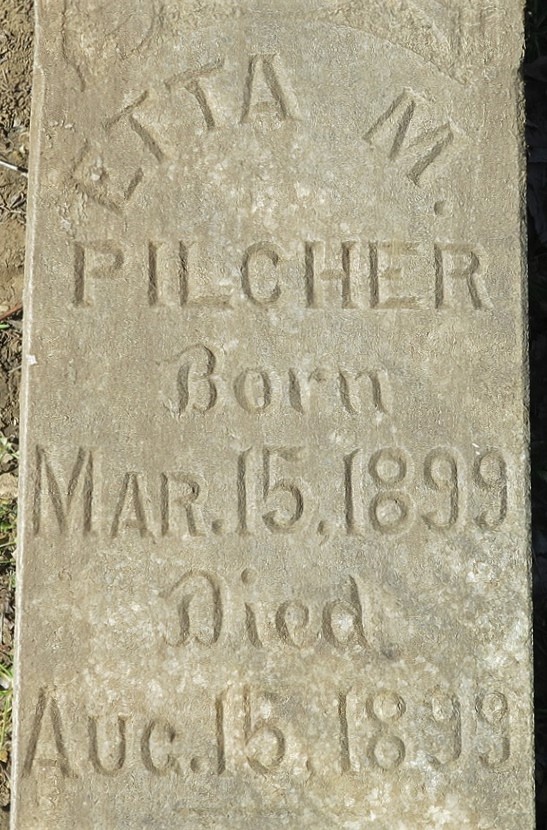 ETTA M.
PILCHER
Born
MAR. 15, 1899
Died
AUG. 15, 1899